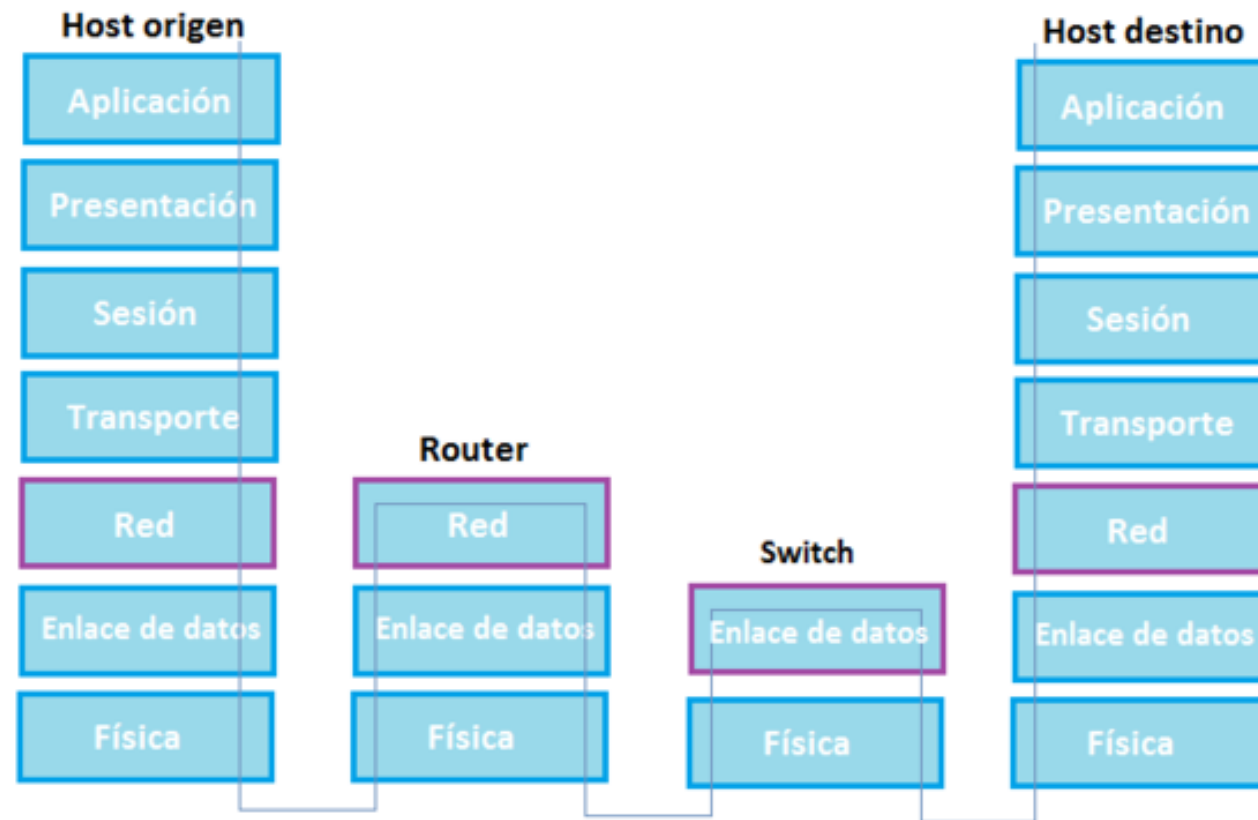 Host origen
Aplicación
Presentación
Sesión
Transporte
Red
Enlace de datos
Física
Router
Red
Enlace de datos
Física
Switch
Enlace de datos
Física
Host destino
Aplicación
Presentación
Sesión
Transporte
Red
Enlace de datos
Física